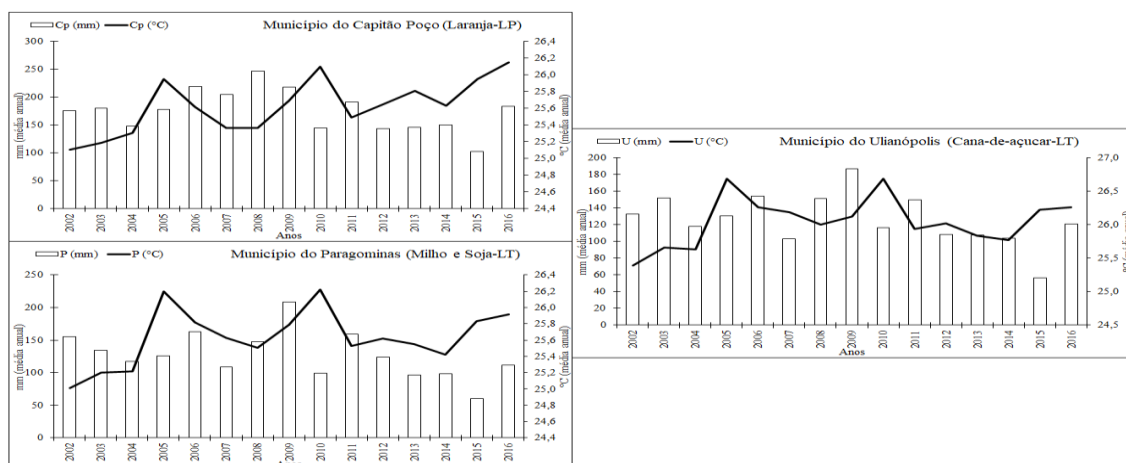 Cp (mm) Cp (°C) Município do Capitão Poço (Laranja-LP)
300 26,4
250 26,2
200 26,0
150 25,8
100 25,6
50 25,4
0 25,2
25,0
24,8
24,6
24,4
mm (média anual)
°C (média anual)
2002 2003 2004 2005 2006 2007 2008 2009 2010 2011 2012 2013 2014 2015 2016
Anos
P (mm) P (°C) Município do Paragominas (Milho e Soja-LT)
250 26,4
200 26,2
150 26,0
100 25,8
50 25,6
0 25,4
25,2
25,0
24,8
24,6
24,4
mm (média anual)
°C (média anual)
2002 2003 2004 2005 2006 2007 2008 2009 2010 2011 2012 2013 2014 2015 2016
Anos
U (mm) U (°C) Município do Ulianópolis (Cana-de-açucar-LT)
200 27,0
180 26,5
160 26,0
140 25,5
120 25,0
100 24,5
80
60
40
20
0
mm (média anual)
°C (média anual)
2002 2003 2004 2005 2006 2007 2008 2009 2010 2011 2012 2013 2014 2015 2016
Anos